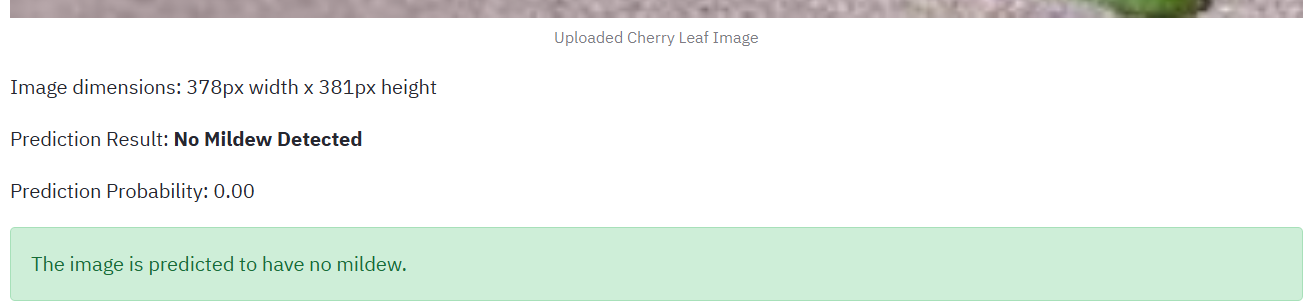 Uploaded Cherry Leaf Image
Image dimensions: 378px width x 381px height
Prediction Result: No Mildew Detected
Prediction Probability: 0.00
The image is predicted to have no mildew.